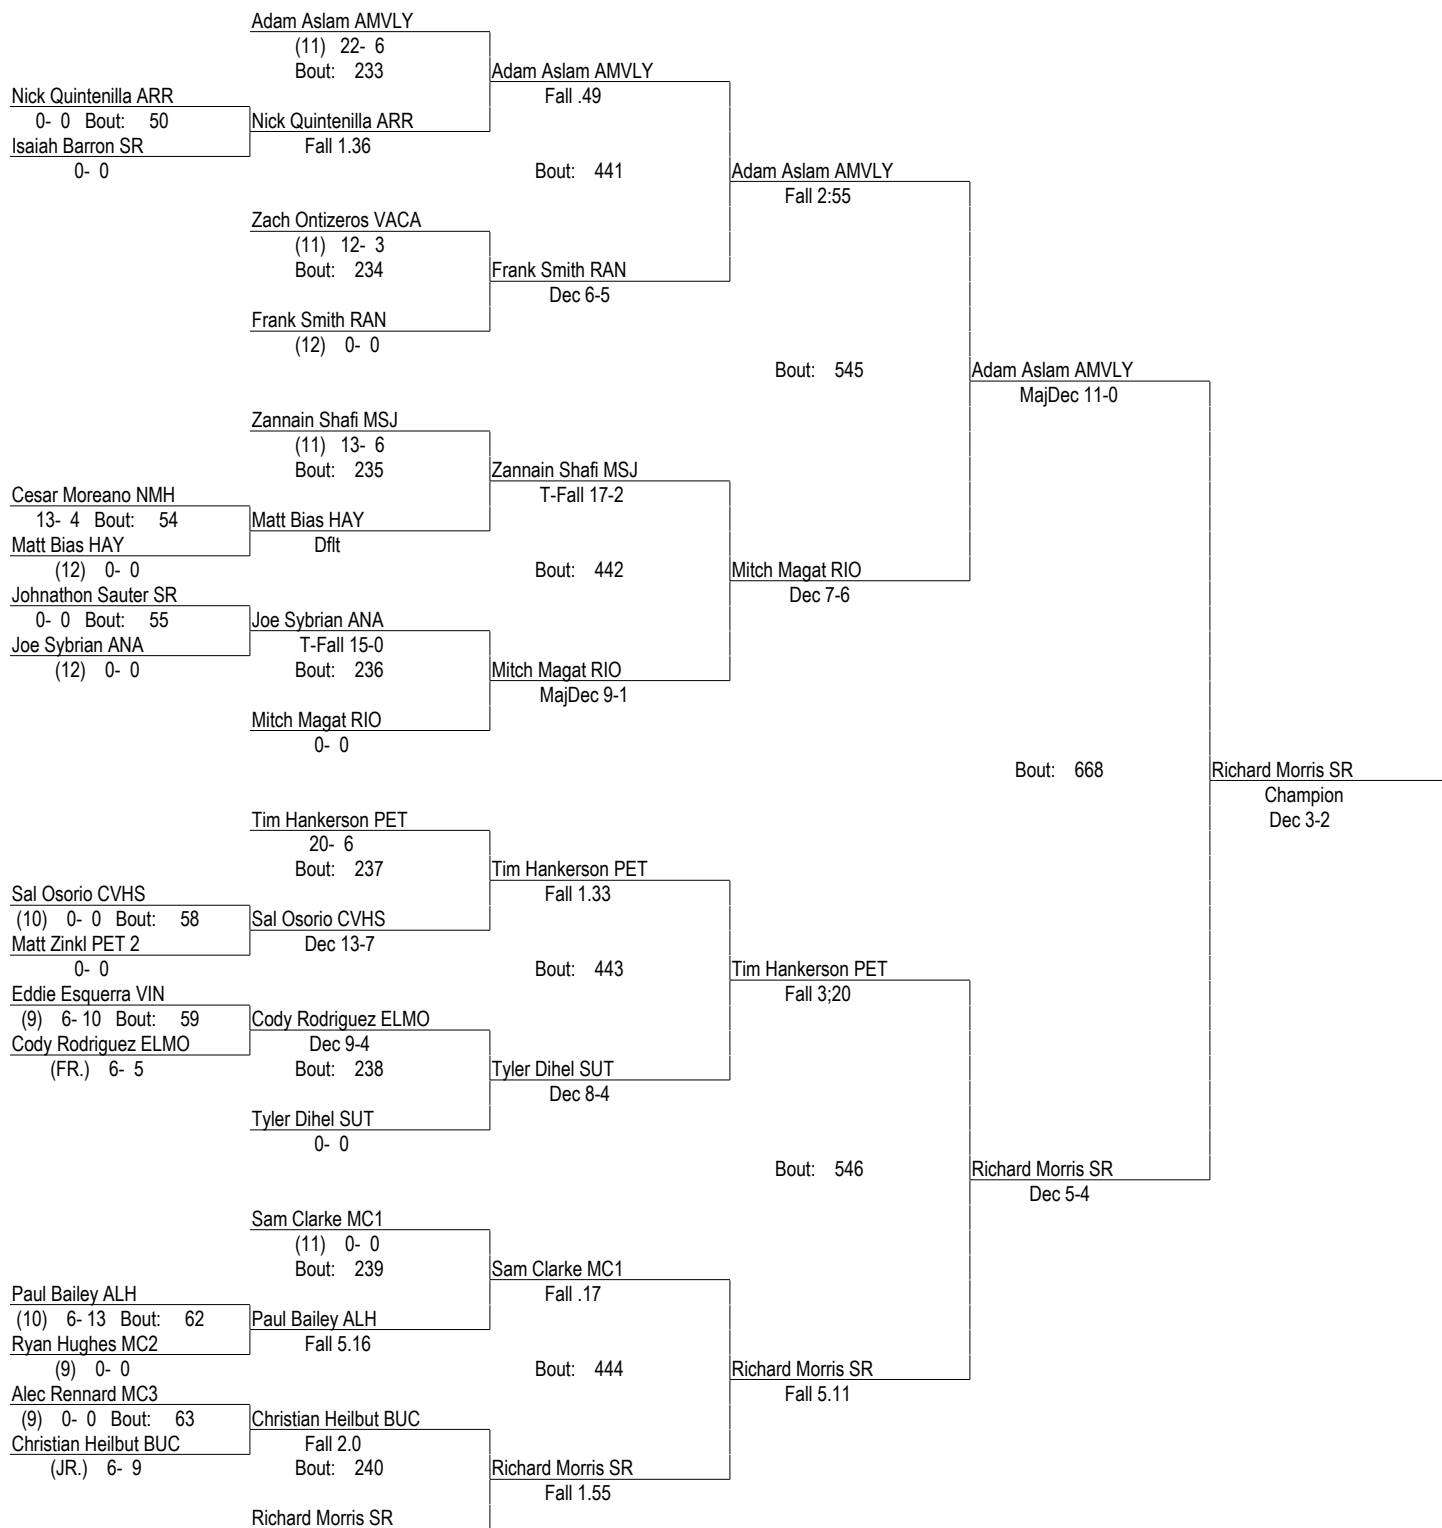 Adam Aslam AMVLY
(11) 22- 6
Bout: 233
Adam Aslam AMVLY
Fall .49
Nick Quintenilla ARR
0- 0 Bout: 50
Nick Quintenilla ARR
Isaiah Barron SR
Fall 1.36
0- 0
Bout: 441
Adam Aslam AMVLY
Fall 2:55
Zach Ontizeros VACA
(11) 12- 3
Bout: 234
Frank Smith RAN
Dec 6-5
Frank Smith RAN
(12) 0- 0
Bout: 545
Adam Aslam AMVLY
MajDec 11-0
Zannain Shafi MSJ
(11) 13- 6
Bout: 235
Zannain Shafi MSJ
T-Fall 17-2
Cesar Moreano NMH
13- 4 Bout: 54
Matt Bias HAY
Matt Bias HAY
Dflt
(12) 0- 0
Bout: 442
Mitch Magat RIO
Dec 7-6
Johnathon Sauter SR
0- 0 Bout: 55
Joe Sybrian ANA
Joe Sybrian ANA
T-Fall 15-0
(12) 0- 0
Bout: 236
Mitch Magat RIO
MajDec 9-1
Mitch Magat RIO
0- 0
Bout: 668
Richard Morris SR
Champion
Dec 3-2
Tim Hankerson PET
20- 6
Bout: 237
Tim Hankerson PET
Fall 1.33
Sal Osorio CVHS
(10) 0- 0 Bout: 58
Sal Osorio CVHS
Matt Zinkl PET 2
Dec 13-7
0- 0
Bout: 443
Tim Hankerson PET
Fall 3;20
Eddie Esquerra VIN
(9) 6- 10 Bout: 59
Cody Rodriguez ELMO
Cody Rodriguez ELMO
Dec 9-4
(FR.) 6- 5
Bout: 238
Tyler Dihel SUT
Dec 8-4
Tyler Dihel SUT
0- 0
Bout: 546
Richard Morris SR
Dec 5-4
Sam Clarke MC1
(11) 0- 0
Bout: 239
Sam Clarke MC1
Fall .17
Paul Bailey ALH
(10) 6- 13 Bout: 62
Paul Bailey ALH
Ryan Hughes MC2
Fall 5.16
(9) 0- 0
Bout: 444
Richard Morris SR
Fall 5.11
Alec Rennard MC3
(9) 0- 0 Bout: 63
Christian Heilbut BUC
Christian Heilbut BUC
Fall 2.0
(JR.) 6- 9
Bout: 240
Richard Morris SR
Fall 1.55
Richard Morris SR